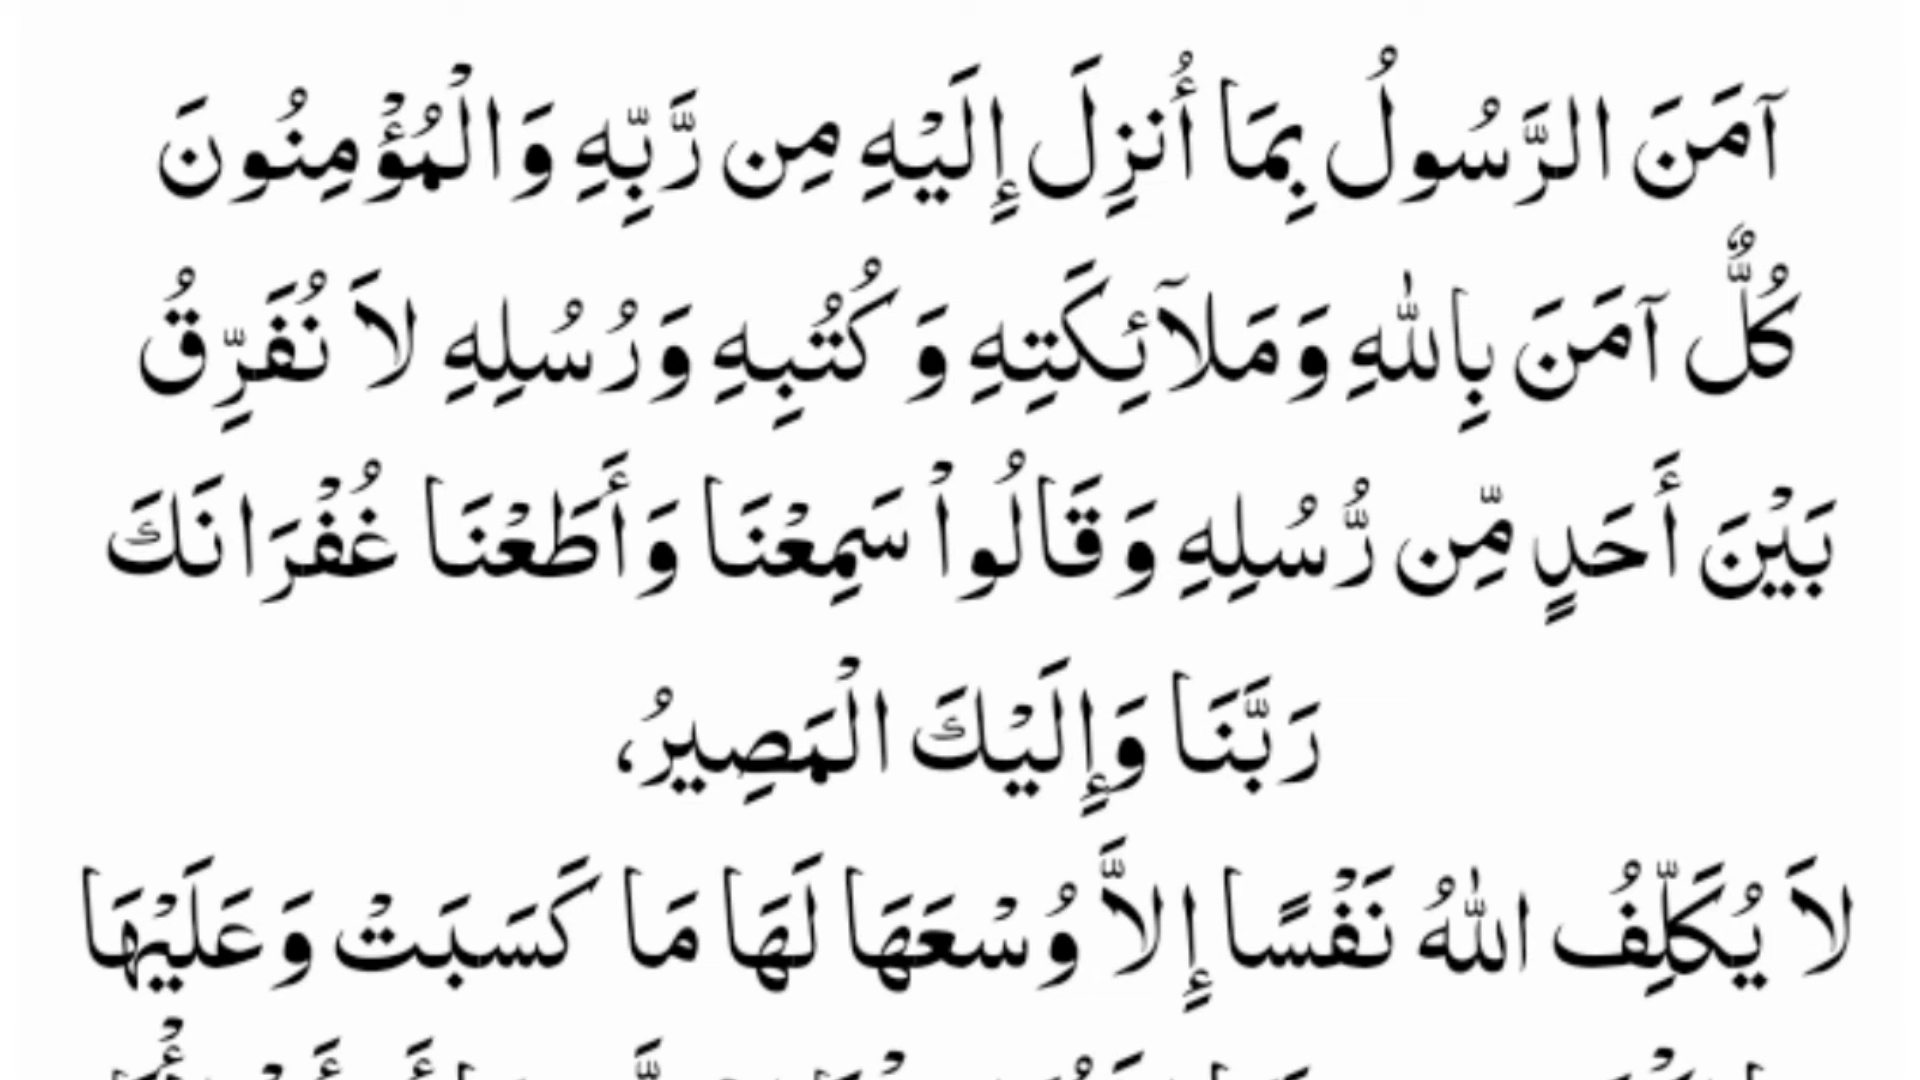 آمَنَ الرَّسُولُ بِمَا أُنزِلَ إِلَيْهِ مِن رَّبِّهِ وَالْمُؤْمِنُونَ
كُلٌّ آمَنَ بِاللّهِ وَمَلآئِكَتِهِ وَكُتُبِهِ وَرُسُلِهِ لاَ نُفَرِّقُ
بَيْنَ أَحَدٍ مِّن رُّسُلِهِ وَقَالُواْ سَمِعْنَا وَأَطَعْنَا غُفْرَانَكَ
رَبَّنَا وَإِلَيْكَ الْمَصِيرُ،
لاَ يُكَلِّفُ اللّهُ نَفْسًا إِلاَّ وُسْعَهَا لَهَا مَا كَسَبَتْ وَعَلَيْهَا